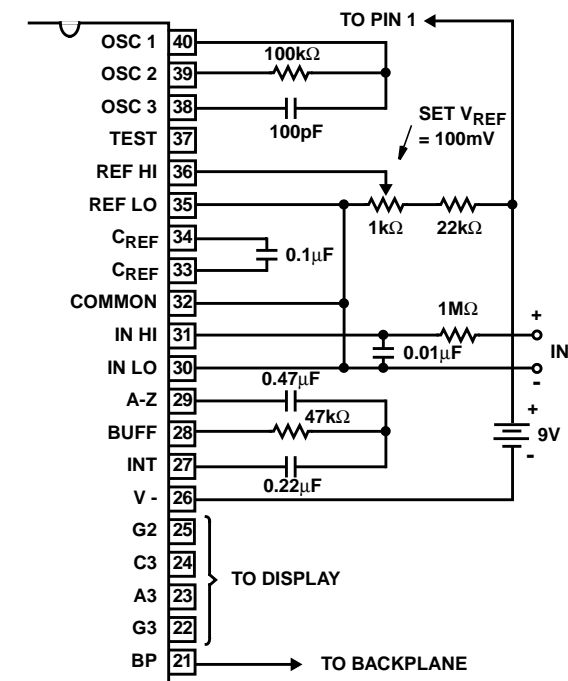 TO PIN 1
OSC 1 40
100kΩ
OSC 2 39
OSC 3 38
100pF
SET VREF
= 100mV
TEST 37
REF HI 36
REF LO 35
1kΩ 22kΩ
CREF 34
0.1µF
CREF 33
COMMON 32
1MΩ
+
IN HI 31
0.01µF
IN
IN LO 30
-
0.47µF
A-Z 29
+
47kΩ
BUFF 28
9V
INT 27
-
0.22µF
V - 26
G2 25
C3 24
TO DISPLAY
A3 23
G3 22
BP 21
TO BACKPLANE